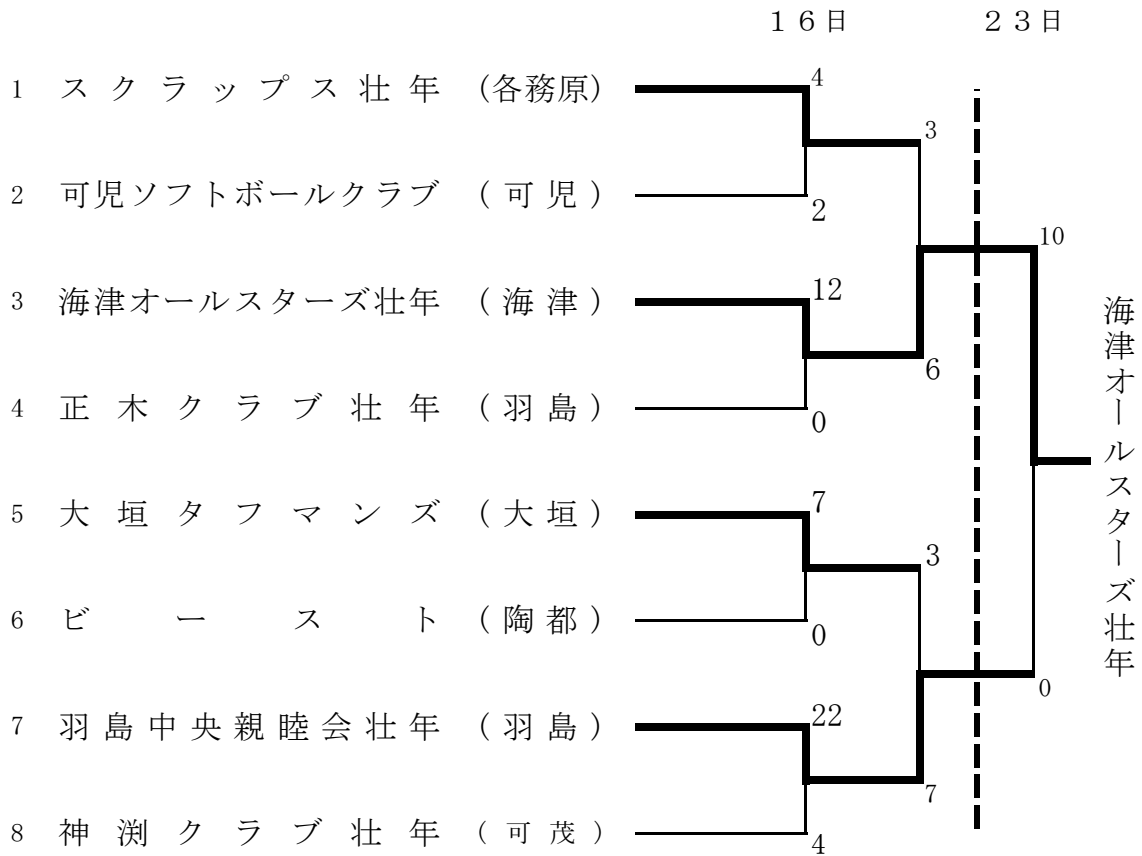 １６日 ２３日
1 スクラップス壮年 (各務原) 4
3
2 可児ソフトボールクラブ (可児) 2
10
3 海津オールスターズ壮年 (海津) 12
6
4 正木クラブ壮年 (羽島) 0
海津オールスターズ壮年
5 大垣タフマンズ (大垣) 7
3
6 ビースト (陶都) 0
0
7 羽島中央親睦会壮年 (羽島) 22
7
8 神渕クラブ壮年 (可茂) 4